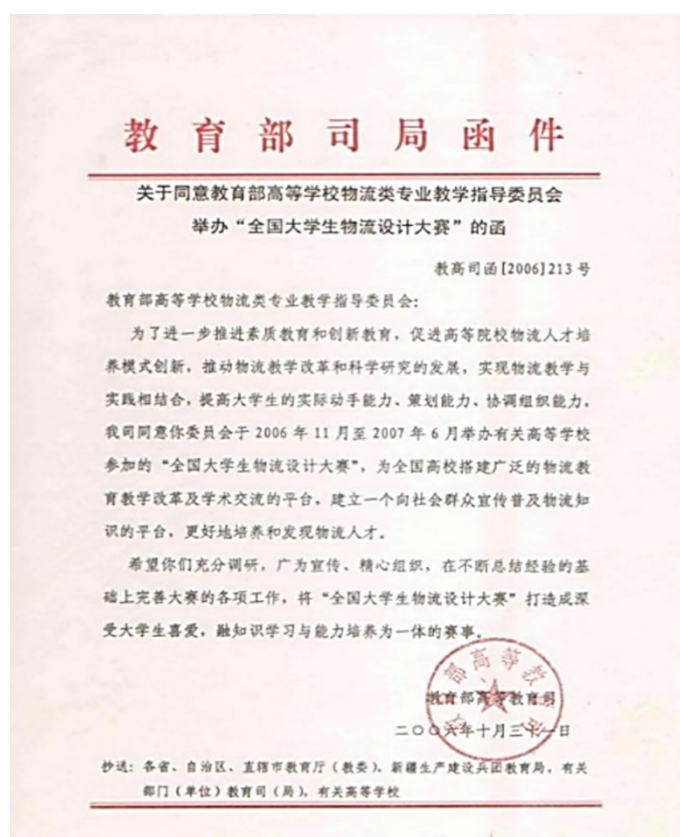 教育部司局函件
关于同意教育部高等学校物流类专业教学指导委员会
举办“全国大学生物流设计大赛”的函
教高司函[2006]213号
教育部高等学校物流类专业教学指导委员会：
为了进一步推进素质教育和创新教育，促进高等院校物流人才培
养模式创新，推动物流教学改革和科学研究的发展，实现物流教学与
实践相结合，提高大学生的实际动手能力、策划能力、协调组织能力，
我司同意你委员会于2006年11月至2007年6月举办有关高等学校
参加的“全国大学生物流设计大赛”，为全国高校搭建广泛的物流教
育教学改革及学术交流的平台，建立一个向社会群众宣传普及物流知
识的平台，更好地培养和发现物流人才。
希望你们充分调研，广为宣传、精心组织，在不断总结经验的基
础上完善大赛的各项工作，将“全国大学生物流设计大赛”打造成深
受大学生喜爱，融知识学习与能力培养为一体的赛事。
教育部高等教育司
二〇〇六年十月三十一日
抄送：各省、自治区、直辖市教育厅（教委），新疆生产建设兵团教育局，有关
部门（单位）教育司（局），有关高等学校